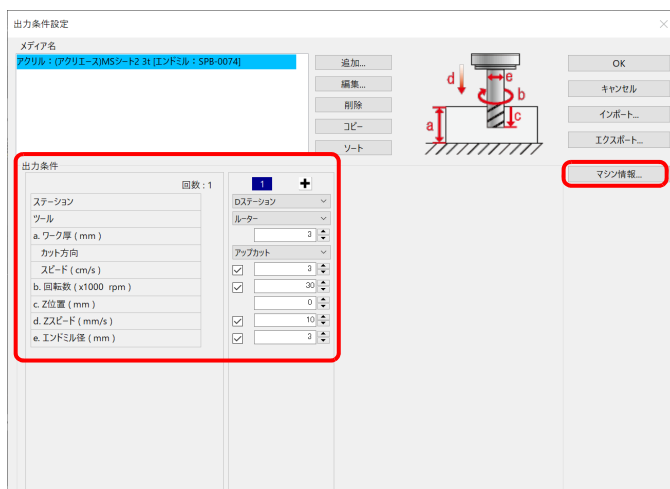 出力条件設定
メディア名
アクリル：(アクリエース)MSシート2 3t [エンドミル：SPB-0074]
追加...
編集...
削除
コピー
ソート
d
e
b
c
a
OK
キャンセル
インポート...
エクスポート...
マシン情報...
出力条件
回数 : 1
1
+
ステーション
Dステーション
ツール
ルーター
a. ワーク厚 ( mm )
3
カット方向
アップカット
スピード ( cm/s )
3
b. 回転数 ( x1000 rpm )
30
c. Z位置 ( mm )
0
d. Zスピード ( mm/s )
10
e. エンドミル径 ( mm )
3